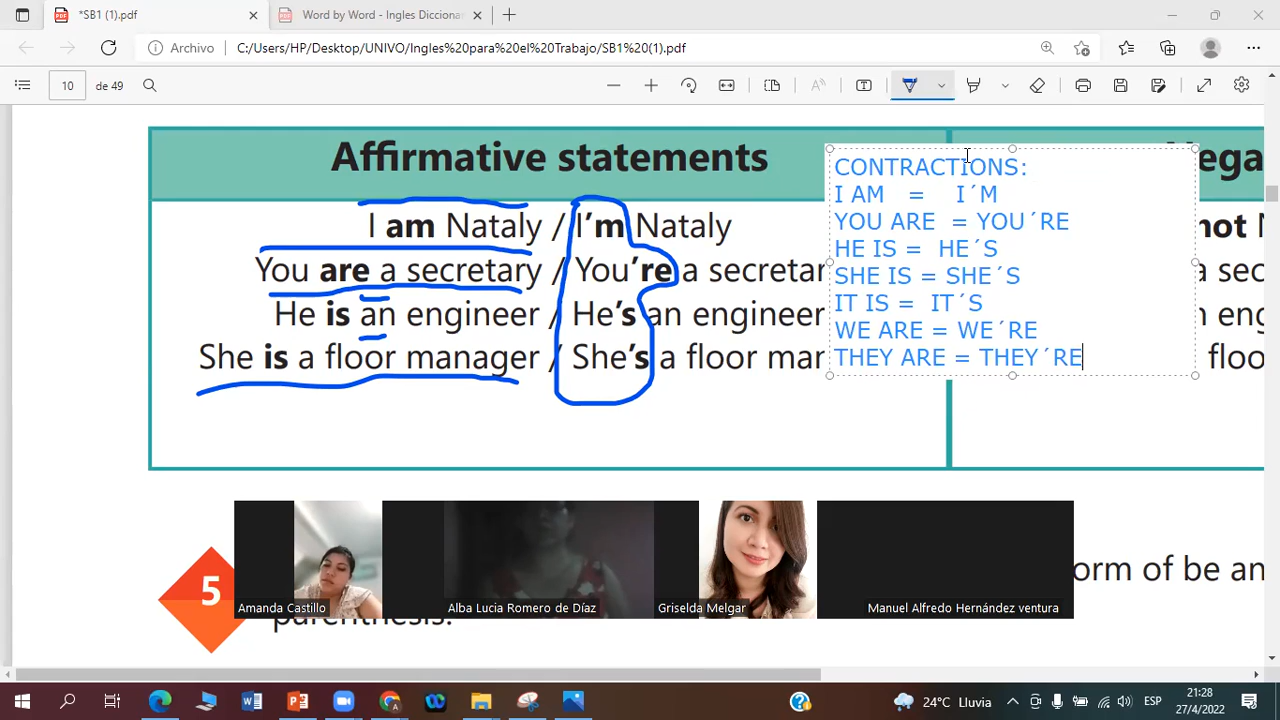 *SB1 (1).pdf
Word by Word - Ingles Dicciona
Archivo
C:/Users/HP/Desktop/UNIVO/Ingles%20para%20el%20Trabajo/SB1%20(1).pdf
10 de 49
Affirmative statements
Nega
I am Nataly / I'm Nataly
not N
You are a secretary / You're a secretar
a sec
He is an engineer / He's an engineer
n eng
She is a floor manager / She's a floor mar
floo
CONTRACTIONS:
I AM = I´M
YOU ARE = YOU´RE
HE IS = HE´S
SHE IS = SHE´S
IT IS = IT´S
WE ARE = WE´RE
THEY ARE = THEY´RE
5
orm of be an
parenthesis.
Amanda Castillo
Alba Lucia Romero de Díaz
Griselda Melgar
Manuel Alfredo Hernández ventura
24°C Lluvia
ESP
21:28
27/4/2022